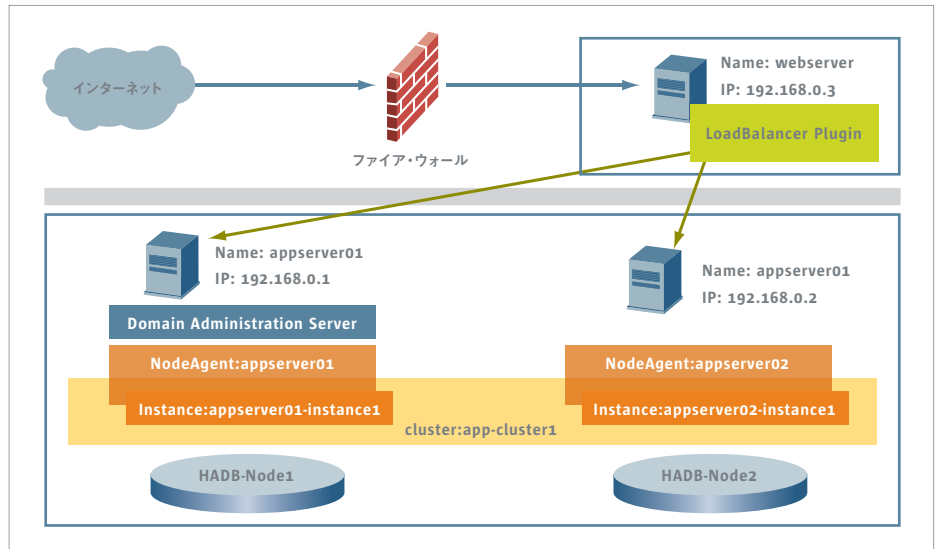 インターネット
ファイア・ウォール
Name: webserver
IP: 192.168.0.3
LoadBalancer Plugin
Name: appserver01
IP: 192.168.0.1
Name: appserver01
IP: 192.168.0.2
Domain Administration Server
NodeAgent:appserver01
NodeAgent:appserver02
Instance:appserver01-instance1
Instance:appserver02-instance1
cluster:app-cluster1
HADB-Node1
HADB-Node2